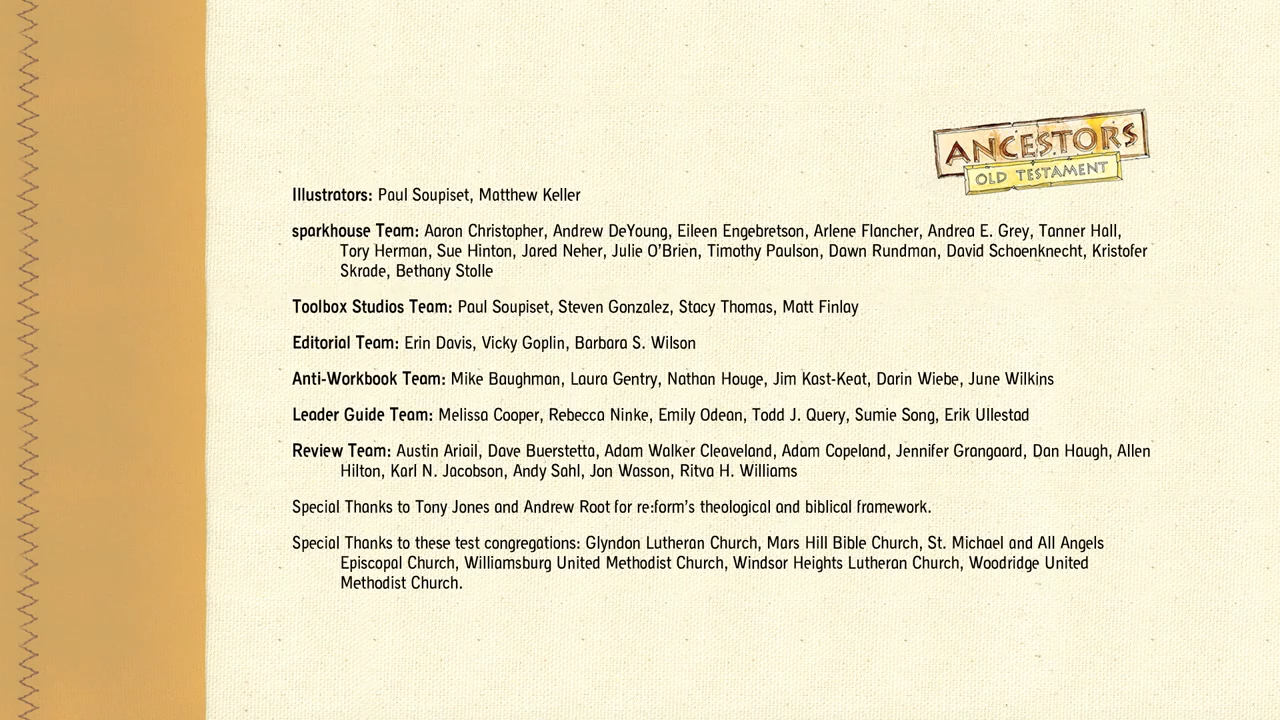 ANCESTORS
OLD TESTAMENT
Illustrators: Paul Soupiset, Matthew Keller
sparkhouse Team: Aaron Christopher, Andrew DeYoung, Eileen Engebretson, Arlene Flancher, Andrea E. Grey, Tanner Hall,
Tory Herman, Sue Hinton, Jared Neher, Julie O'Brien, Timothy Paulson, Dawn Rundman, David Schoenknecht, Kristofer
Skrade, Bethany Stolle
Toolbox Studios Team: Paul Soupiset, Steven Gonzalez, Stacy Thomas, Matt Finlay
Editorial Team: Erin Davis, Vicky Goplin, Barbara S. Wilson
Anti-Workbook Team: Mike Baughman, Laura Gentry, Nathan Houge, Jim Kast-Keat, Darin Wiebe, June Wilkins
Leader Guide Team: Melissa Cooper, Rebecca Ninke, Emily Odean, Todd J. Query, Sumie Song, Erik Ullestad
Review Team: Austin Ariail, Dave Buerstetta, Adam Walker Cleaveland, Adam Copeland, Jennifer Grangaard, Dan Haugh, Allen
Hilton, Karl N. Jacobson, Andy Sahl, Jon Wasson, Ritva H. Williams
Special Thanks to Tony Jones and Andrew Root for re:form's theological and biblical framework.
Special Thanks to these test congregations: Glyndon Lutheran Church, Mars Hill Bible Church, St. Michael and All Angels
Episcopal Church, Williamsburg United Methodist Church, Windsor Heights Lutheran Church, Woodridge United
Methodist Church.